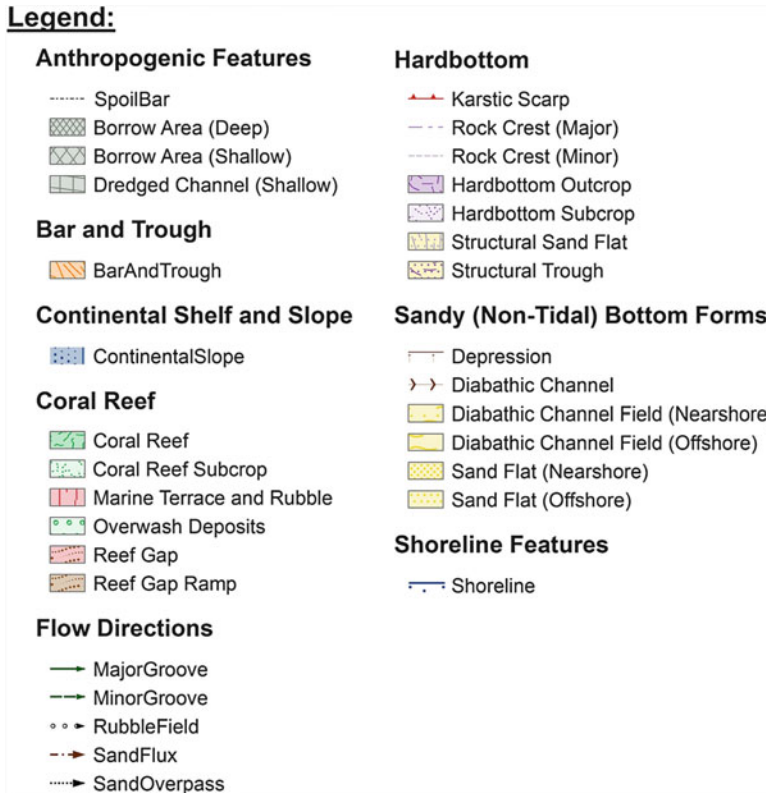 Legend:
Anthropogenic Features
SpoilBar
Borrow Area (Deep)
Borrow Area (Shallow)
Dredged Channel (Shallow)
Bar and Trough
BarAndTrough
Continental Shelf and Slope
ContinentalSlope
Coral Reef
Coral Reef
Coral Reef Subcrop
Marine Terrace and Rubble
Overwash Deposits
Reef Gap
Reef Gap Ramp
Flow Directions
MajorGroove
MinorGroove
RubbleField
SandFlux
SandOverpass
Hardbottom
Karstic Scarp
Rock Crest (Major)
Rock Crest (Minor)
Hardbottom Outcrop
Hardbottom Subcrop
Structural Sand Flat
Structural Trough
Sandy (Non-Tidal) Bottom Forms
Depression
Diabathic Channel
Diabathic Channel Field (Nearshore
Diabathic Channel Field (Offshore)
Sand Flat (Nearshore)
Sand Flat (Offshore)
Shoreline Features
Shoreline